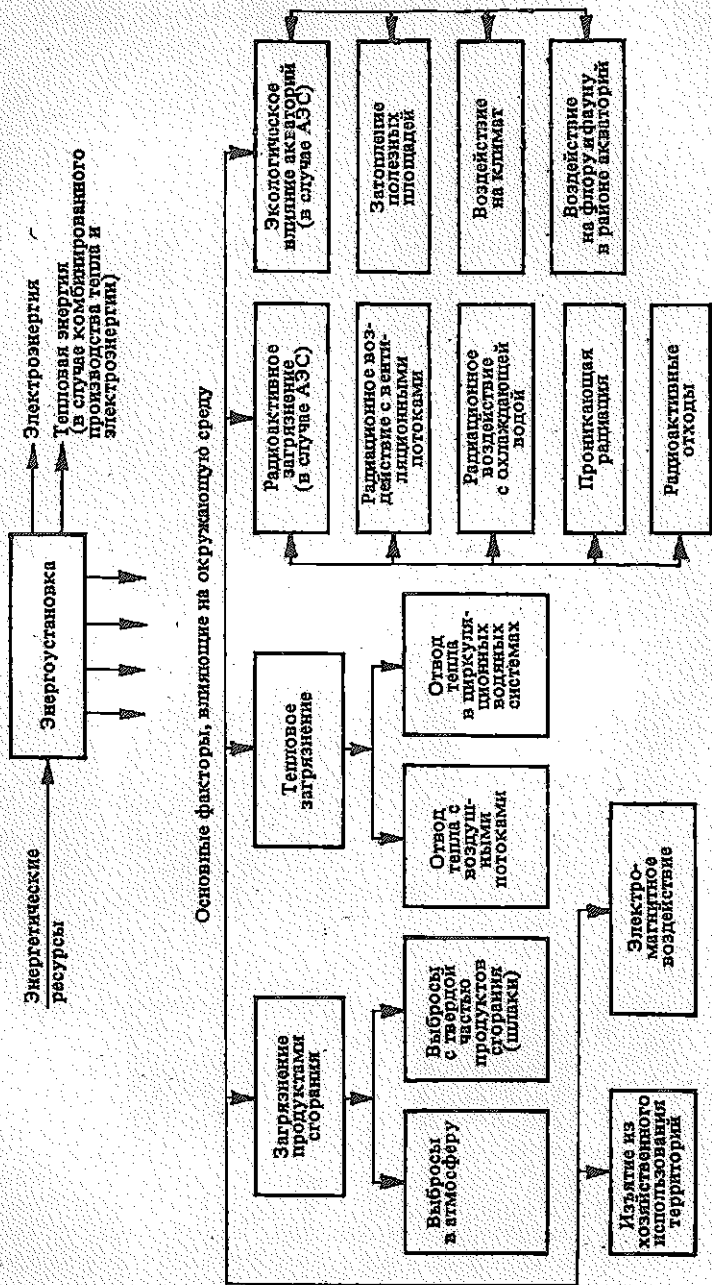 Энергетические
ресурсы
Энергоустановка
Электроэнергия
Тепловая энергия
(в случае комбинированного
производства тепла и
электроэнергии)
Основные факторы, влияющие на окружающую среду
Загрязнение
продуктами
сгорания
Тепловое
загрязнение
Радиоактивное
загрязнение
(в случае АЭС)
Экологическое
влияние акваторий
(в случае АЭС)
Выбросы
в атмосферу
Выбросы
с твердой
частью
продуктов
сгорания
(шлаки)
Отвод
тепла с
воздуш-
ными
потоками
Отвод
тепла
в циркуля-
ционных
водяных
системах
Радиационное воз-
действие с венти-
ляционными
потоками
Радиационное
воздействие
с охлаждающей
водой
Проникающая
радиация
Радиоактивные
отходы
Затопление
полезных
площадей
Воздействие
на климат
Воздействие
на флору и фауну
в районе акваторий
Изъятие из
хозяйственного
использования
территорий
Электро-
магнитное
воздействие